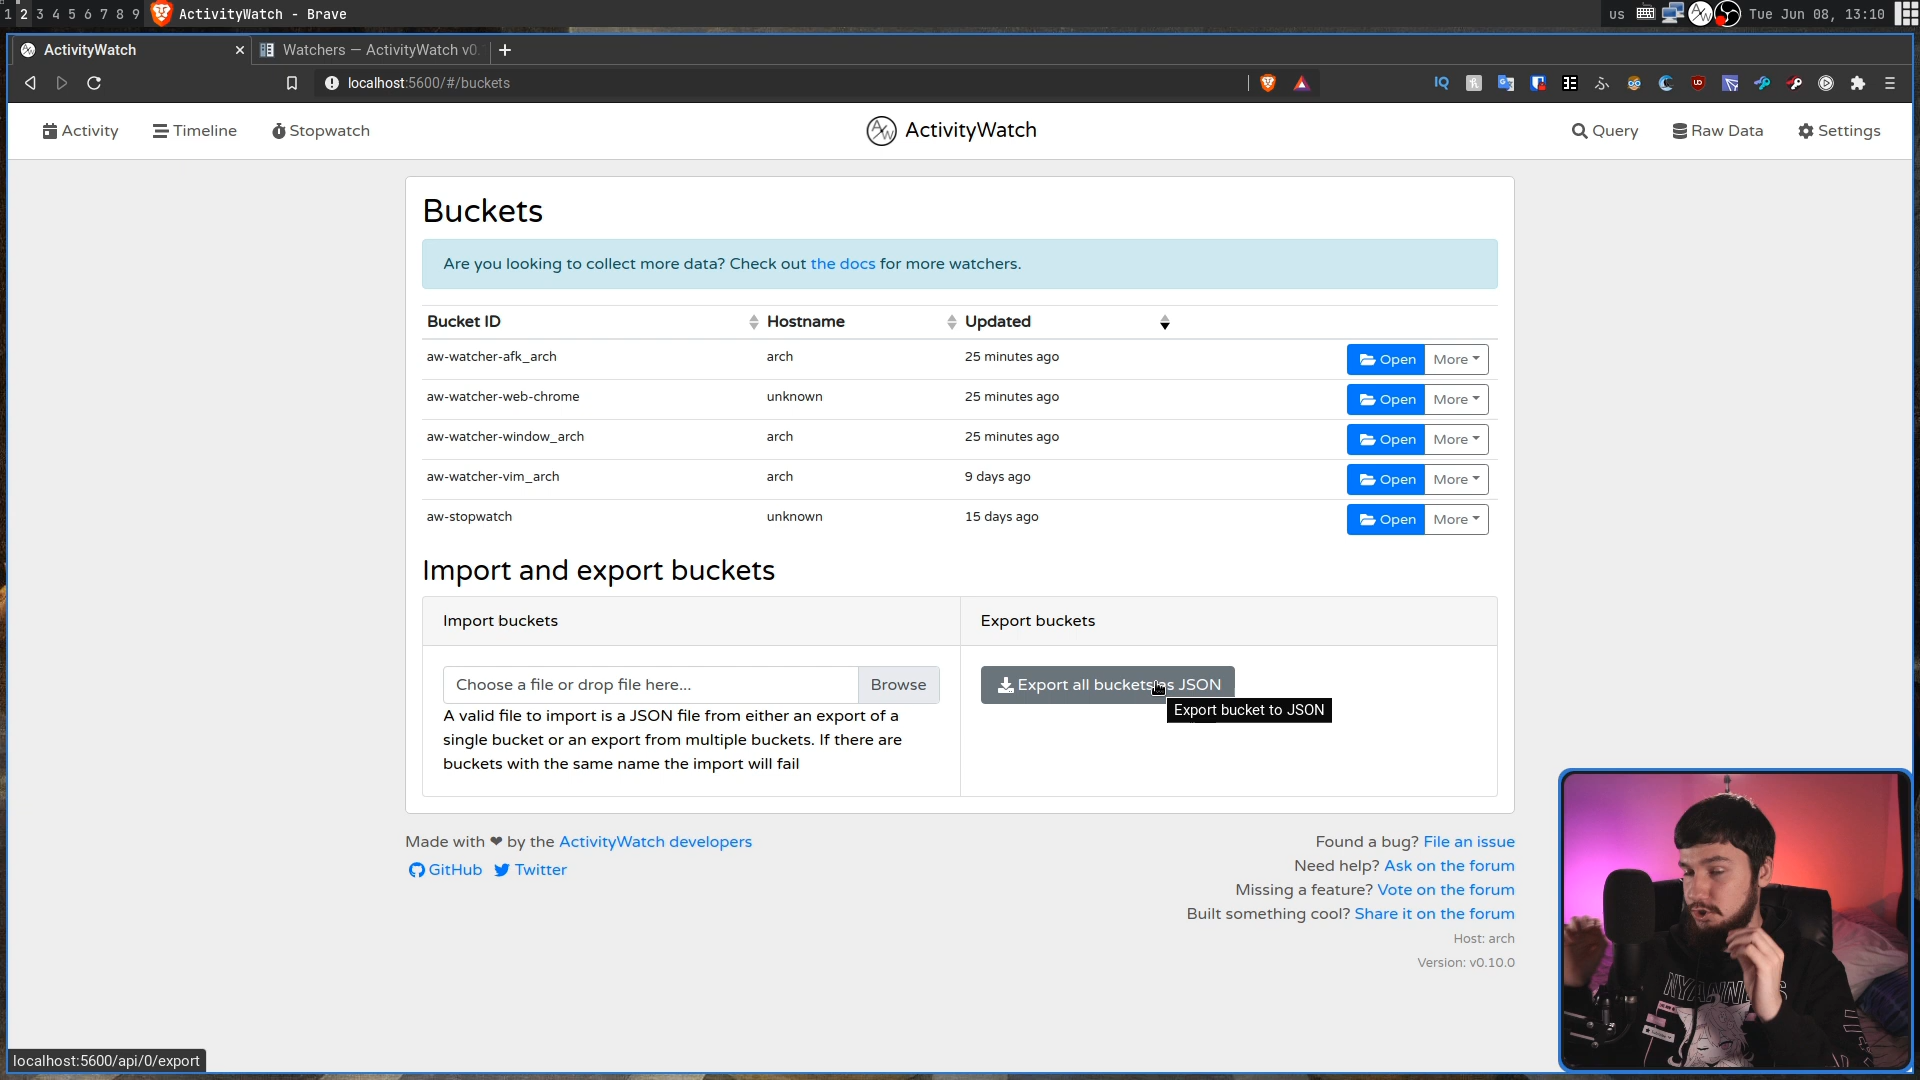 1 2 3 4 5 6 7 8 9 ActivityWatch - Brave us Tue Jun 08, 13:10
ActivityWatch Watchers — ActivityWatch v0.
localhost:5600/#/buckets
Activity Timeline Stopwatch ActivityWatch Query Raw Data Settings
Buckets
Are you looking to collect more data? Check out the docs for more watchers.
Bucket ID Hostname Updated
aw-watcher-afk_arch arch 25 minutes ago Open More
aw-watcher-web-chrome unknown 25 minutes ago Open More
aw-watcher-window_arch arch 25 minutes ago Open More
aw-watcher-vim_arch arch 9 days ago Open More
aw-stopwatch unknown 15 days ago Open More
Import and export buckets
Import buckets Export buckets
Choose a file or drop file here... Browse Export all buckets as JSON
Export bucket to JSON
A valid file to import is a JSON file from either an export of a
single bucket or an export from multiple buckets. If there are
buckets with the same name the import will fail
Made with ❤ by the ActivityWatch developers
GitHub Twitter
Found a bug? File an issue
Need help? Ask on the forum
Missing a feature? Vote on the forum
Built something cool? Share it on the forum
Host: arch
Version: v0.10.0
localhost:5600/api/0/export